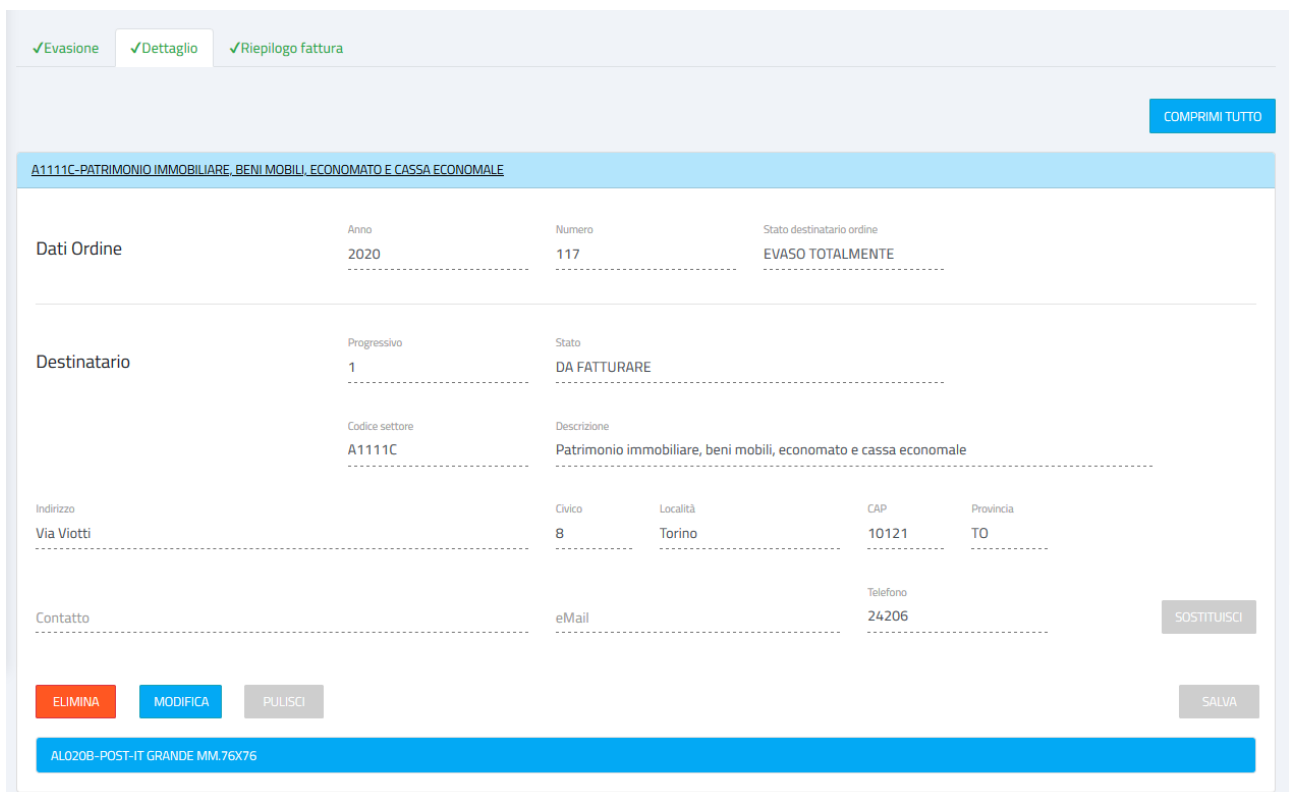 ✓Evasione ✓Dettaglio ✓Riepilogo fattura
COMPRIMI TUTTO
A1111C-PATRIMONIO IMMOBILIARE, BENI MOBILI, ECONOMATO E CASSA ECONOMALE
Anno Numero Stato destinatario ordine
Dati Ordine 2020 117 EVASO TOTALMENTE
Progressivo Stato
Destinatario 1 DA FATTURARE
Codice settore Descrizione
A1111C Patrimonio immobiliare, beni mobili, economato e cassa economale
Indirizzo Civico Località CAP Provincia
Via Viotti 8 Torino 10121 TO
Telefono
Contatto eMail 24206 SOSTITUISCI
ELIMINA MODIFICA PULISCI SALVA
AL020B-POST-IT GRANDE MM.76X76